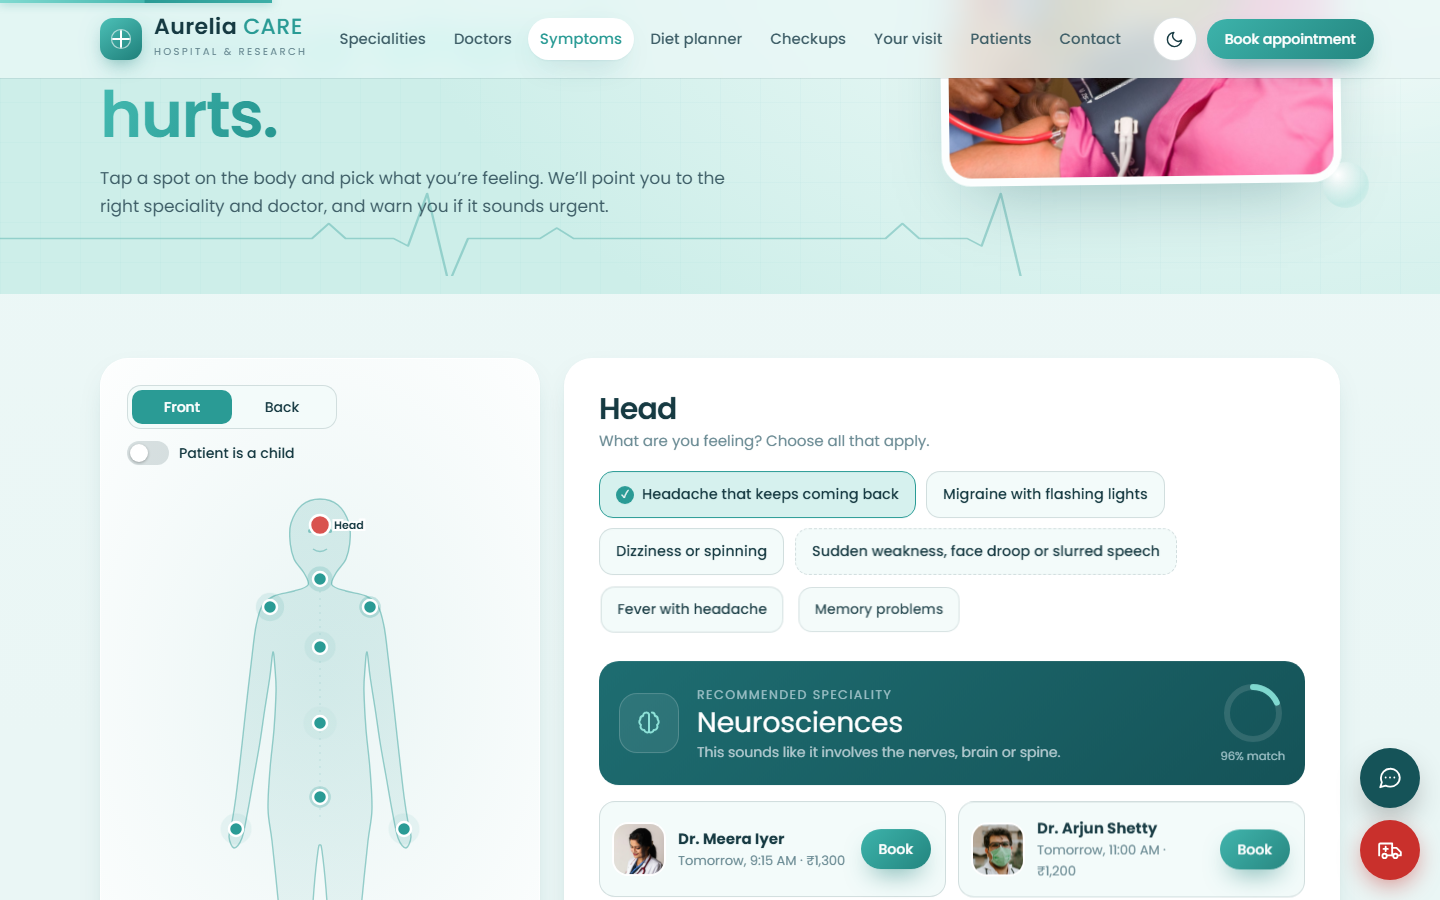 Aurelia CARE
HOSPITAL & RESEARCH
Specialities
Doctors
Symptoms
Diet planner
Checkups
Your visit
Patients
Contact
Book appointment
hurts.
Tap a spot on the body and pick what you’re feeling. We’ll point you to the
right speciality and doctor, and warn you if it sounds urgent.
Front
Back
Patient is a child
Head
Head
What are you feeling? Choose all that apply.
Headache that keeps coming back
Migraine with flashing lights
Dizziness or spinning
Sudden weakness, face droop or slurred speech
Fever with headache
Memory problems
RECOMMENDED SPECIALITY
Neurosciences
This sounds like it involves the nerves, brain or spine.
96% match
Dr. Meera Iyer
Tomorrow, 9:15 AM · ₹1,300
Book
Dr. Arjun Shetty
Tomorrow, 11:00 AM ·
₹1,200
Book